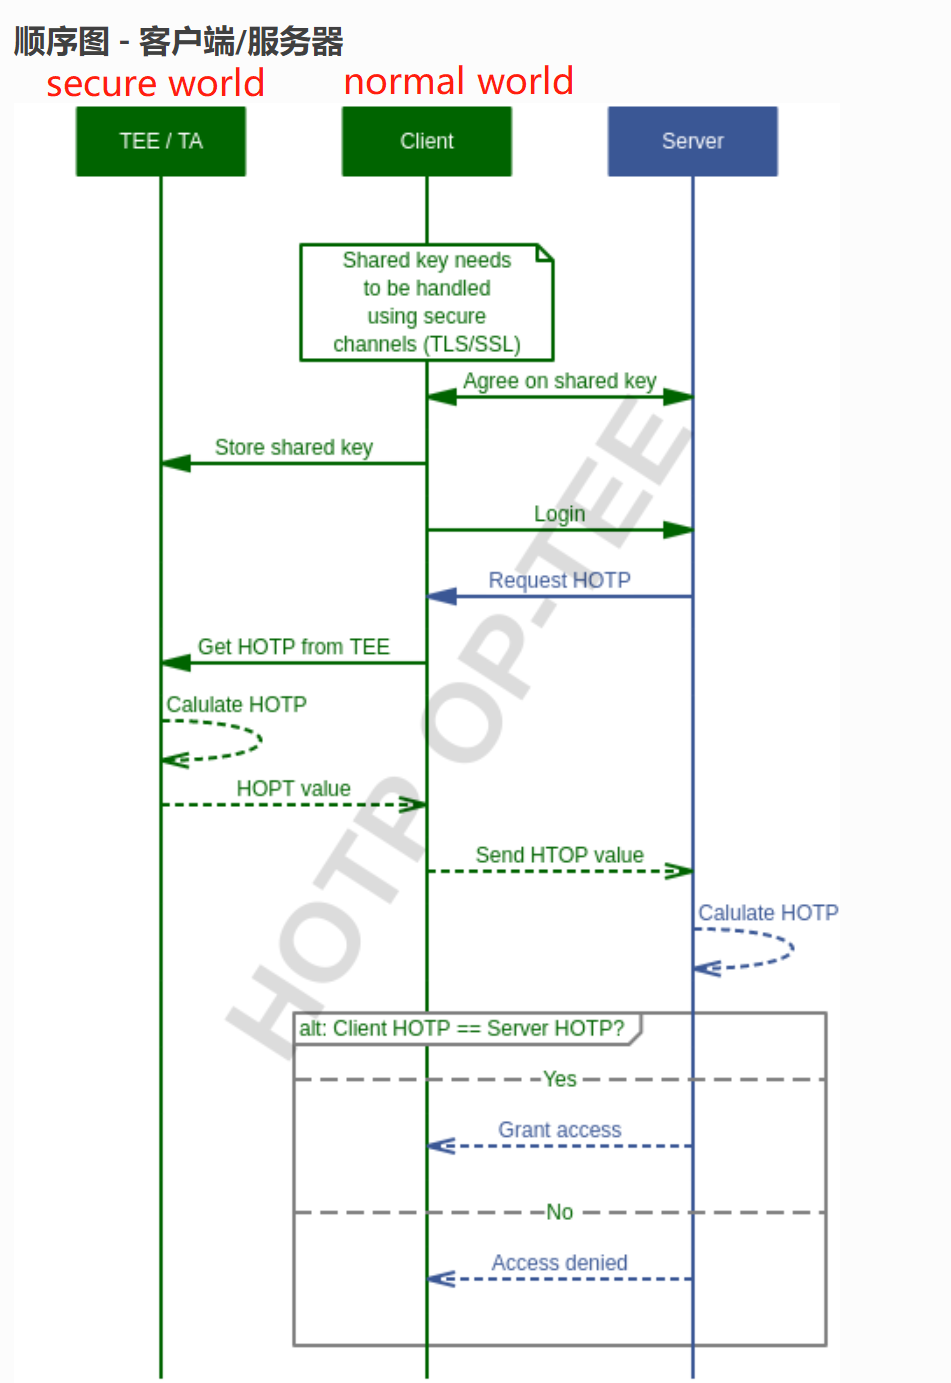 顺序图 - 客户端/服务器
secure world
normal world
TEE / TA
Client
Server
Shared key needs
to be handled
using secure
channels (TLS/SSL)
Agree on shared key
Store shared key
Login
Request HOTP
Get HOTP from TEE
Calulate HOTP
HOPT value
Send HTOP value
Calulate HOTP
alt: Client HOTP == Server HOTP?
Yes
Grant access
No
Access denied
HOTP OP-TEE